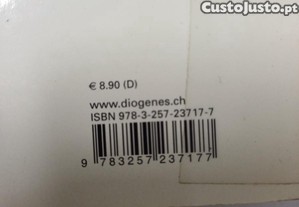 CustoJusto.pt
€ 8.90 (D)
www.diogenes.ch
ISBN 978-3-257-23717-7
9 783257 237177